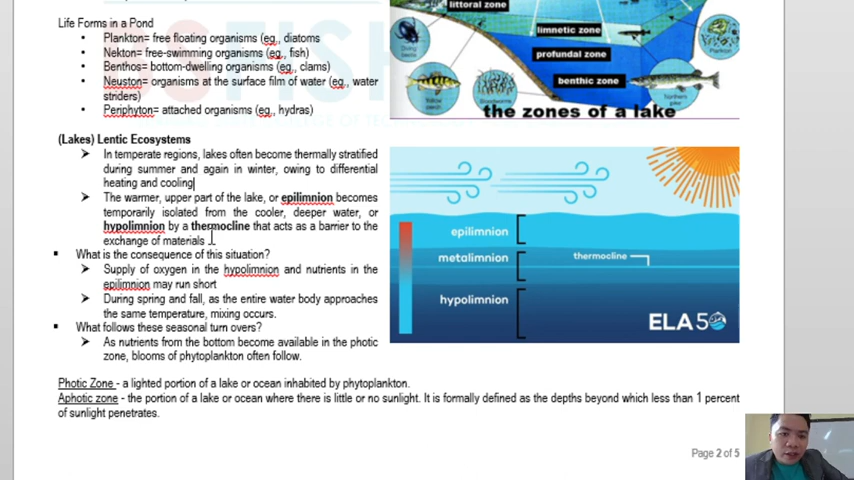 littoral zone
limnetic zone
profundal zone
benthic zone
the zones of a lake
Life Forms in a Pond
• Plankton= free floating organisms (eg., diatoms
• Nekton= free-swimming organisms (eg., fish)
• Benthos= bottom-dwelling organisms (eg., clams)
• Neuston= organisms at the surface film of water (eg., water
striders)
• Periphyton= attached organisms (eg., hydras)
(Lakes) Lentic Ecosystems
➤ In temperate regions, lakes often become thermally stratified
during summer and again in winter, owing to differential
heating and cooling
➤ The warmer, upper part of the lake, or epilimnion becomes
temporarily isolated from the cooler, deeper water, or
hypolimnion by a thermocline that acts as a barrier to the
exchange of materials
▪ What is the consequence of this situation?
➤ Supply of oxygen in the hypolimnion and nutrients in the
epilimnion may run short
➤ During spring and fall, as the entire water body approaches
the same temperature, mixing occurs.
▪ What follows these seasonal turn overs?
➤ As nutrients from the bottom become available in the photic
zone, blooms of phytoplankton often follow.
epilimnion
metalimnion
thermocline
hypolimnion
ELA50
Photic Zone - a lighted portion of a lake or ocean inhabited by phytoplankton.
Aphotic zone - the portion of a lake or ocean where there is little or no sunlight. It is formally defined as the depths beyond which less than 1 percent
of sunlight penetrates.
Page 2 of 5